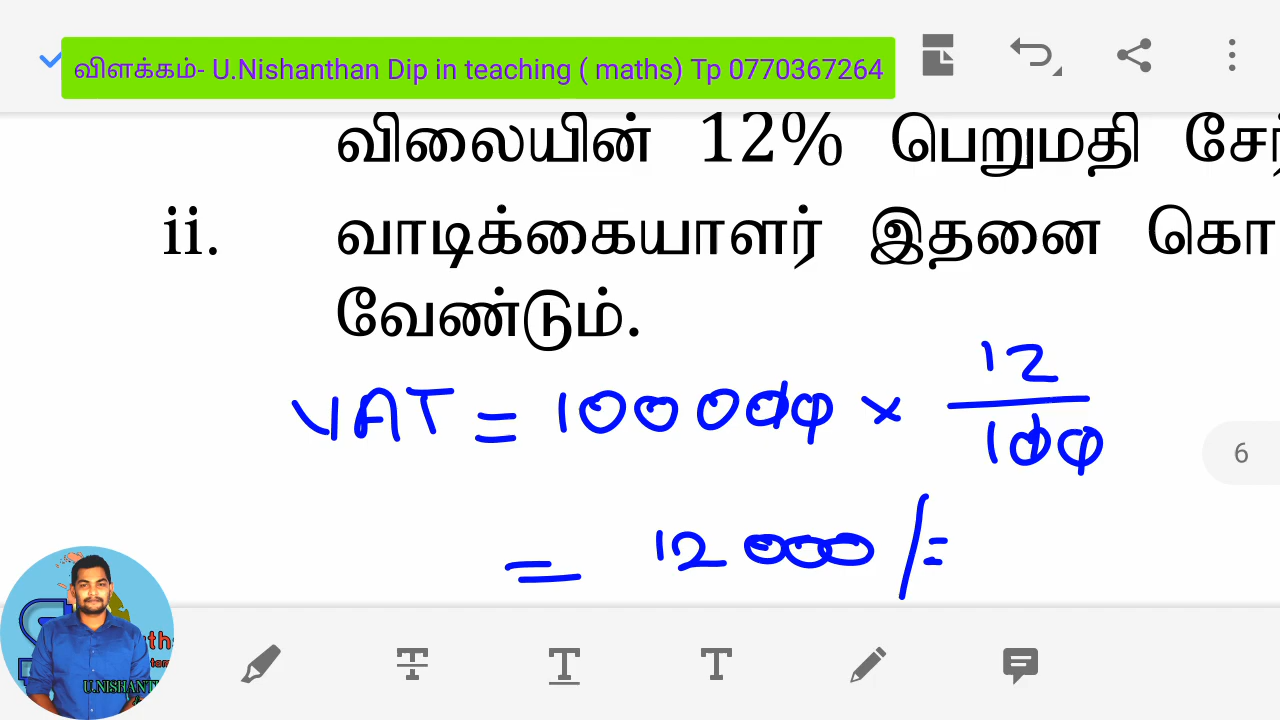 விளக்கம்- U.Nishanthan Dip in teaching ( maths) Tp 0770367264
விலையின் 12% பெறுமதி
ii. வாடிக்கையாளர் இதனை
வேண்டும்.
VAT = 100000 × 12/100
= 12000/=
6
U.NISHANTH